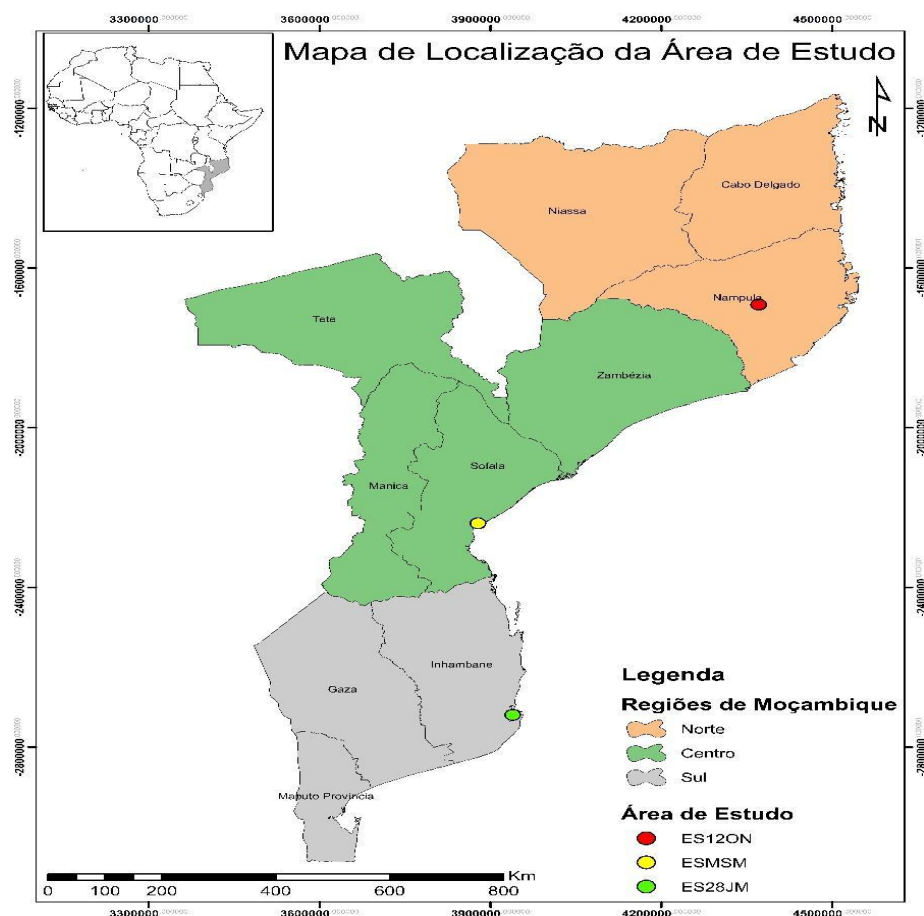 3300000 3600000 3900000 4200000 4500000
Mapa de Localização da Área de Estudo
N
-1200000
-1200000
Cabo Delgado
Niassa
-1600000
-1600000
Nampula
Tete
Zambézia
-2000000
-2000000
Sofala
Manica
-2400000
-2400000
Inhambane
Gaza
Legenda
Regiões de Moçambique
Norte
Centro
Sul
-2800000
-2800000
Maputo Província
Área de Estudo
ES12ON
ESMSM
ES28JM
Km
0 100 200 400 600 800
3300000 3600000 3900000 4200000 4500000